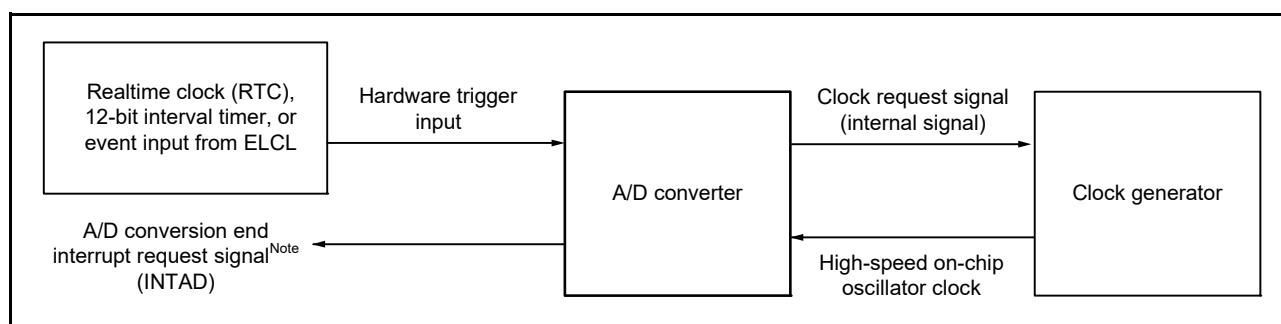 Realtime clock (RTC),
12-bit interval timer, or
event input from ELCL
Hardware trigger
input
A/D converter
Clock request signal
(internal signal)
Clock generator
A/D conversion end
interrupt request signalNote
(INTAD)
High-speed on-chip
oscillator clock